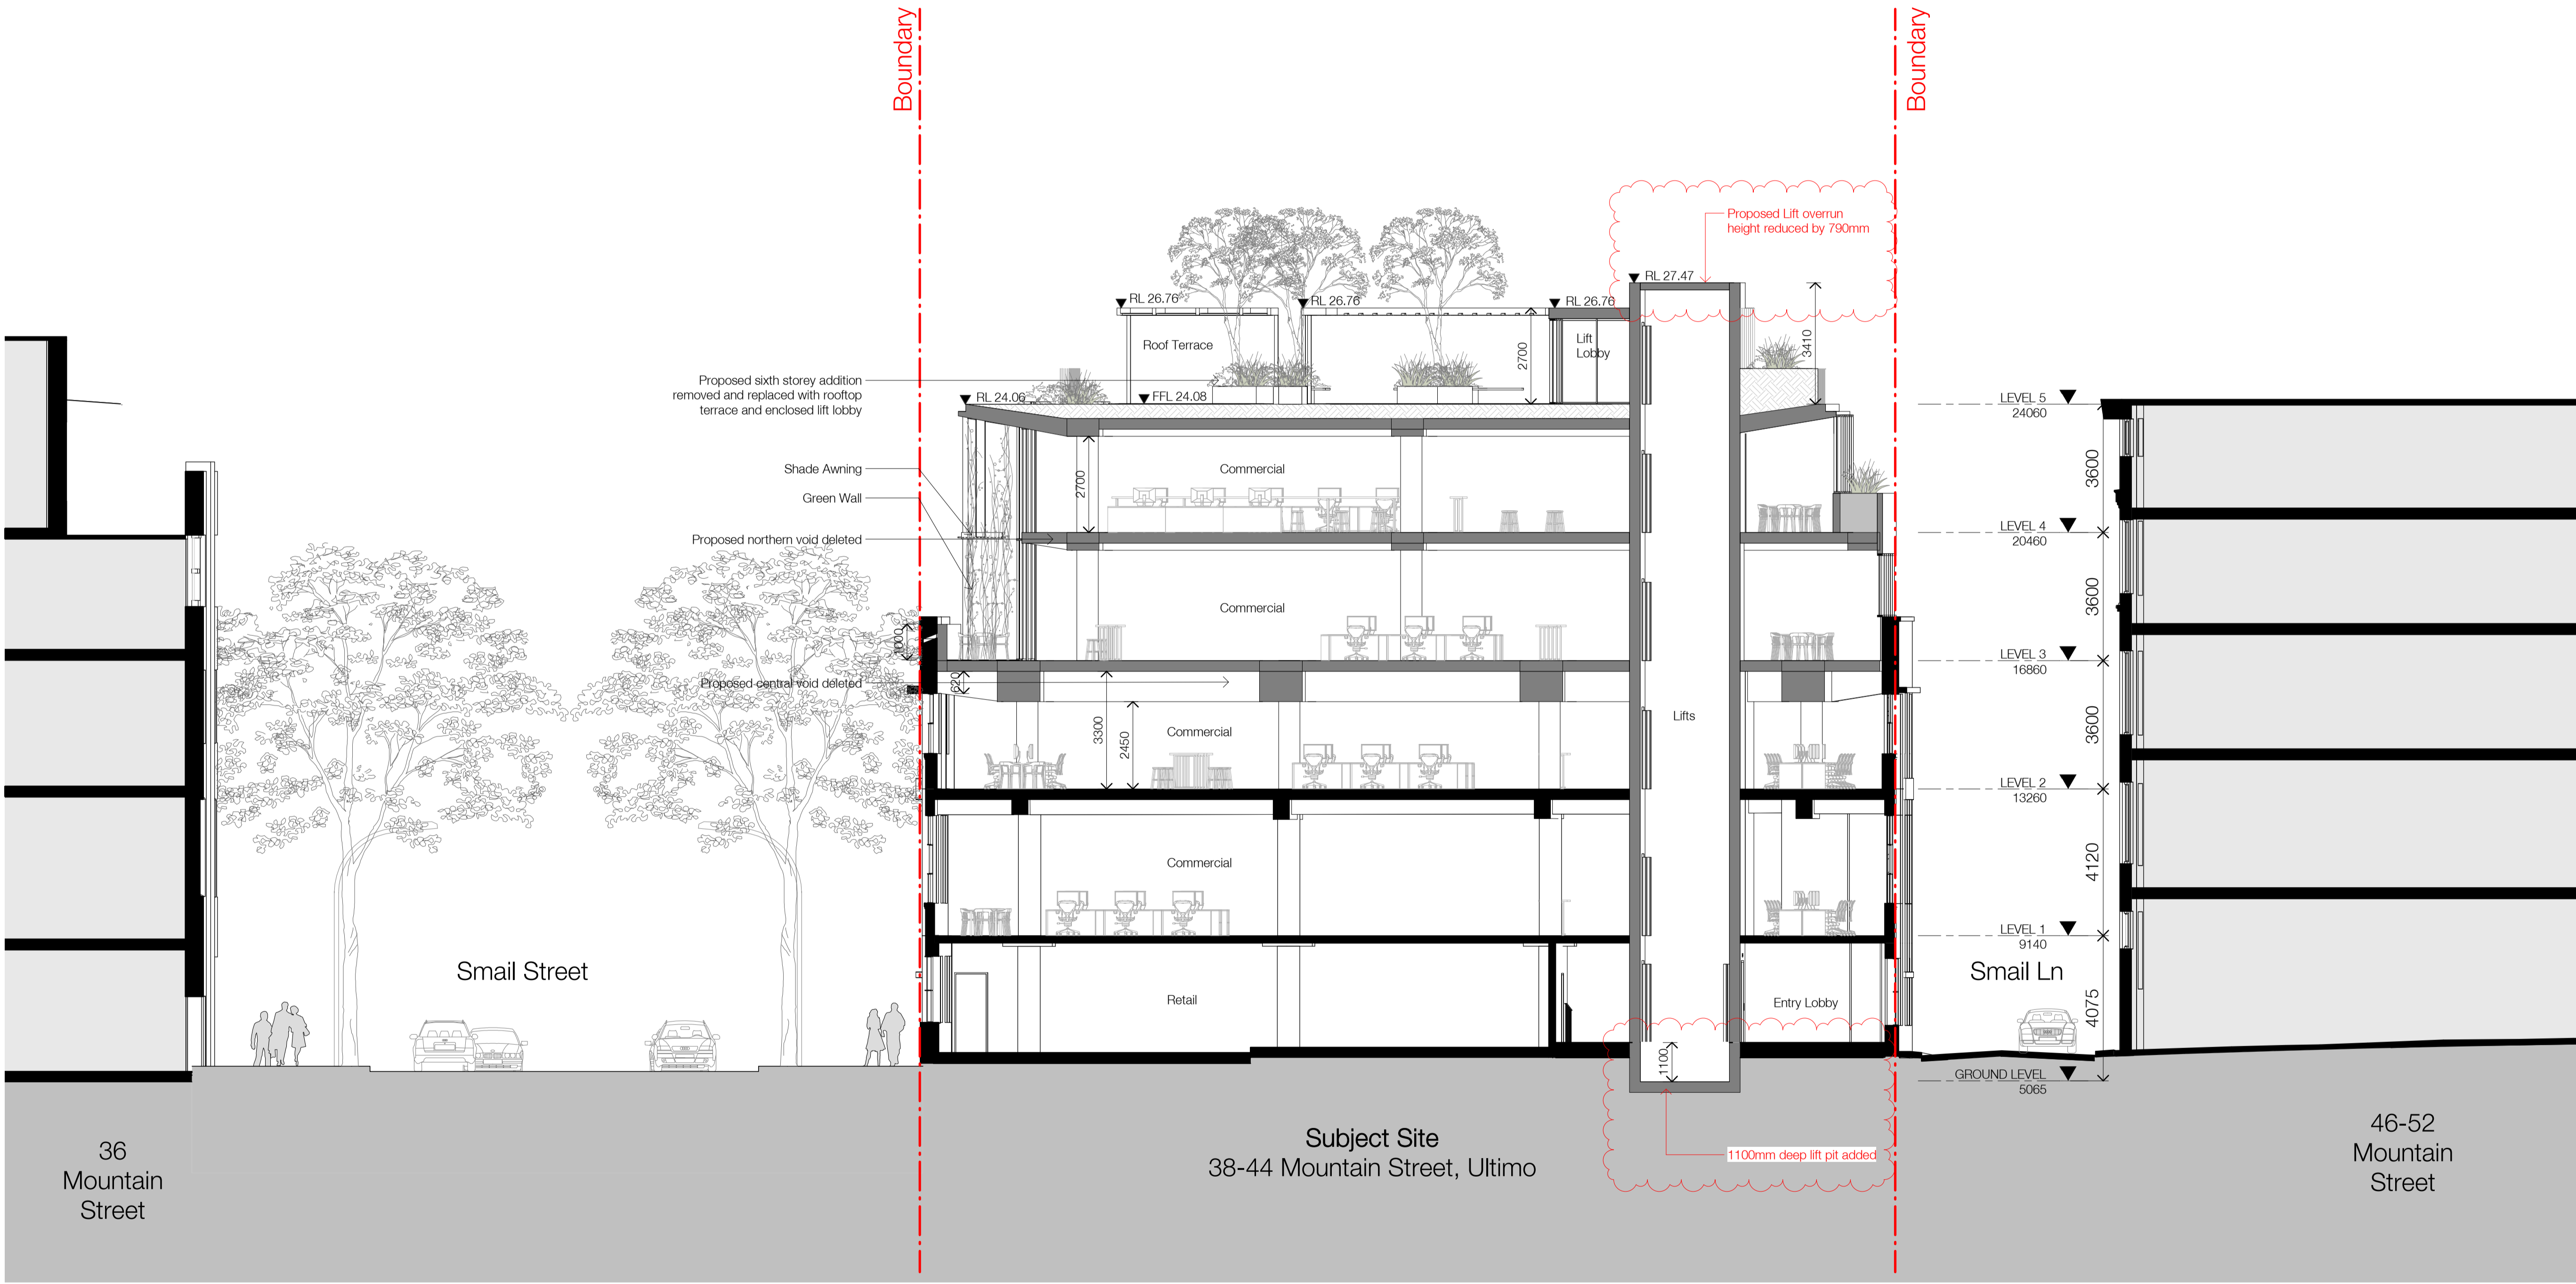 Boundary
Boundary
Proposed Lift overrun
height reduced by 790mm
RL 27.47
RL 26.76
RL 26.76
RL 26.76
Roof Terrace
2700
Lift
Lobby
3410
Proposed sixth storey addition
removed and replaced with rooftop
terrace and enclosed lift lobby
RL 24.06
FFL 24.08
LEVEL 5
24060
Shade Awning
Commercial
2700
3600
Green Wall
LEVEL 4
20460
Proposed northern void deleted
Commercial
3600
1000
LEVEL 3
16860
Proposed central void deleted
620
3300
2450
Commercial
Lifts
3600
LEVEL 2
13260
Commercial
4120
LEVEL 1
9140
Smail Street
Smail Ln
Retail
Entry Lobby
4075
1100
GROUND LEVEL
5065
36
Mountain
Street
Subject Site
38-44 Mountain Street, Ultimo
1100mm deep lift pit added
46-52
Mountain
Street